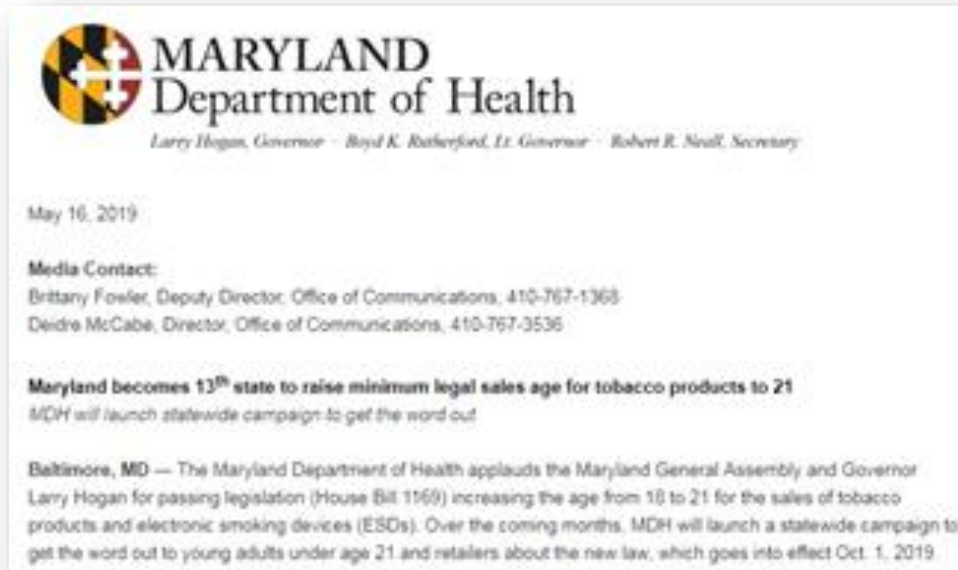 MARYLAND
Department of Health
Larry Hogan, Governor · Boyd K. Rutherford, Lt. Governor · Robert R. Neall, Secretary
May 16, 2019
Media Contact:
Brittany Fowler, Deputy Director, Office of Communications, 410-767-1368
Deidre McCabe, Director, Office of Communications, 410-767-3536
Maryland becomes 13th state to raise minimum legal sales age for tobacco products to 21
MDH will launch statewide campaign to get the word out
Baltimore, MD — The Maryland Department of Health applauds the Maryland General Assembly and Governor
Larry Hogan for passing legislation (House Bill 1169) increasing the age from 18 to 21 for the sales of tobacco
products and electronic smoking devices (ESDs). Over the coming months, MDH will launch a statewide campaign to
get the word out to young adults under age 21 and retailers about the new law, which goes into effect Oct. 1, 2019